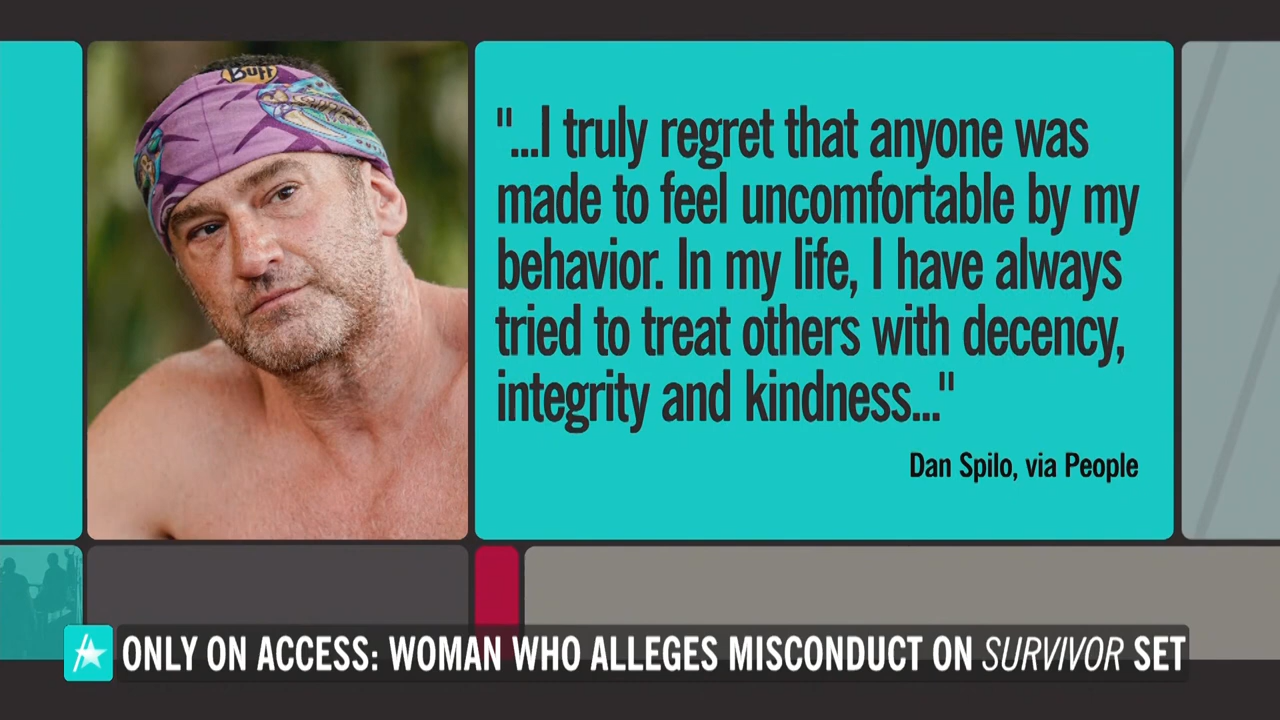 Buff
"...I truly regret that anyone was
made to feel uncomfortable by my
behavior. In my life, I have always
tried to treat others with decency,
integrity and kindness..."
Dan Spilo, via People
ONLY ON ACCESS: WOMAN WHO ALLEGES MISCONDUCT ON SURVIVOR SET